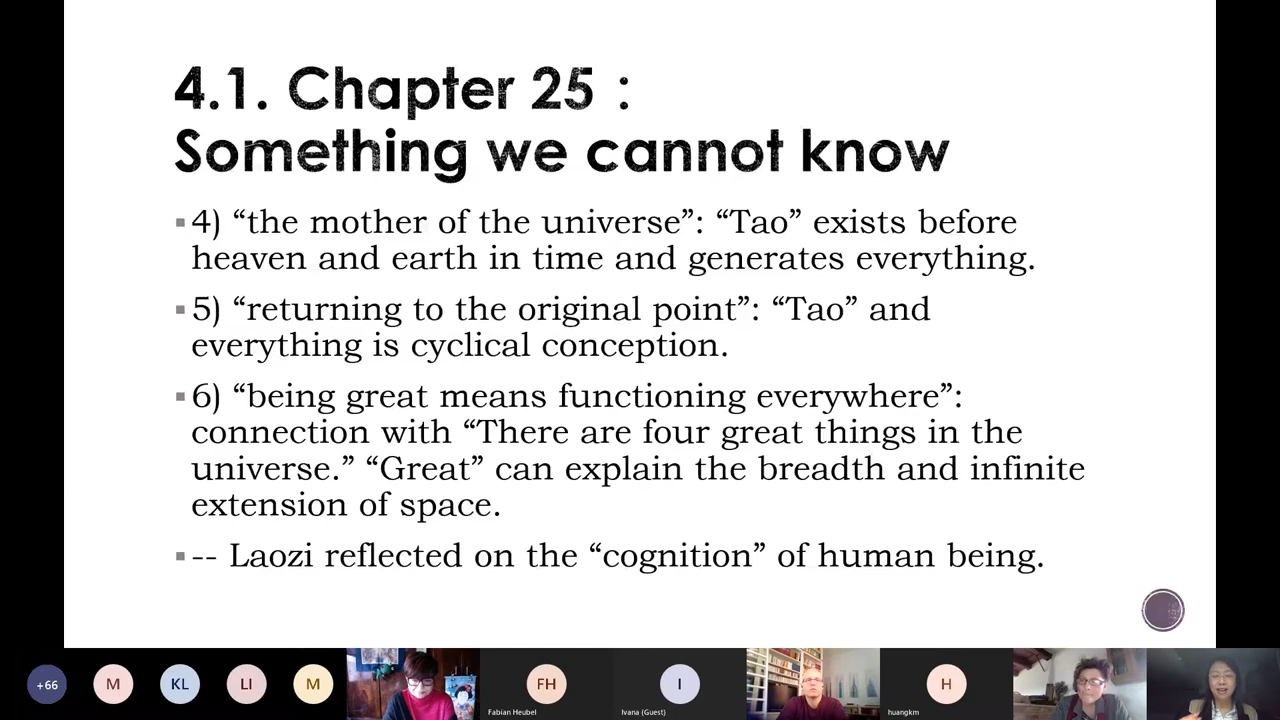 4.1. Chapter 25 :
Something we cannot know
4) “the mother of the universe”: “Tao” exists before
heaven and earth in time and generates everything.
5) “returning to the original point”: “Tao” and
everything is cyclical conception.
6) “being great means functioning everywhere”:
connection with “There are four great things in the
universe.” “Great” can explain the breadth and infinite
extension of space.
-- Laozi reflected on the “cognition” of human being.
+66
M
KL
LI
M
FH
Fabian Heubel
I
Ivana (Guest)
H
huangkm